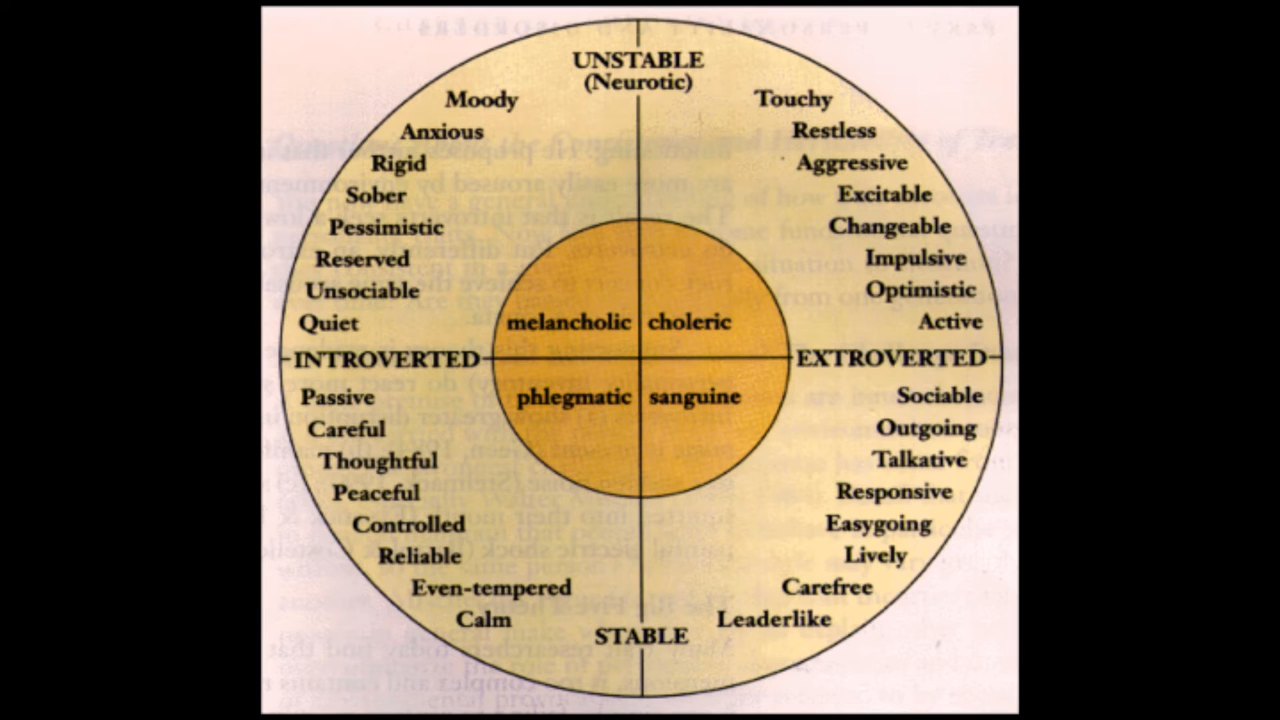 UNSTABLE
(Neurotic)
Moody
Anxious
Rigid
Sober
Pessimistic
Reserved
Unsociable
Quiet
Touchy
Restless
Aggressive
Excitable
Changeable
Impulsive
Optimistic
Active
melancholic choleric
INTROVERTED EXTROVERTED
phlegmatic sanguine
Passive
Careful
Thoughtful
Peaceful
Controlled
Reliable
Even-tempered
Calm
Sociable
Outgoing
Talkative
Responsive
Easygoing
Lively
Carefree
Leaderlike
STABLE